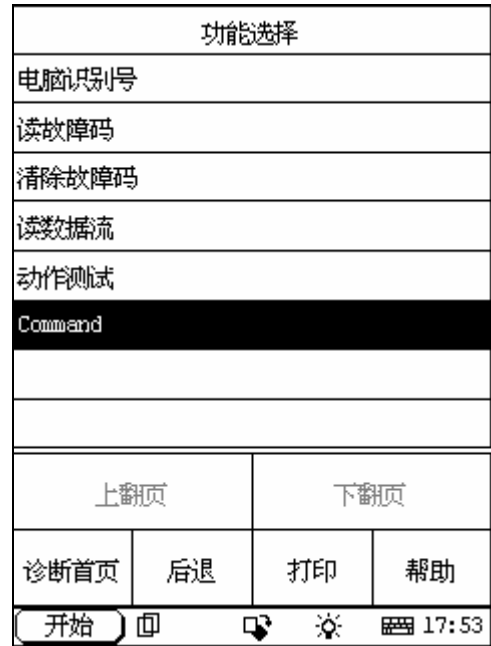 功能选择
电脑识别号
读故障码
清除故障码
读数据流
动作测试
Command
上翻页 下翻页
诊断首页 后退 打印 帮助
开始 17:53